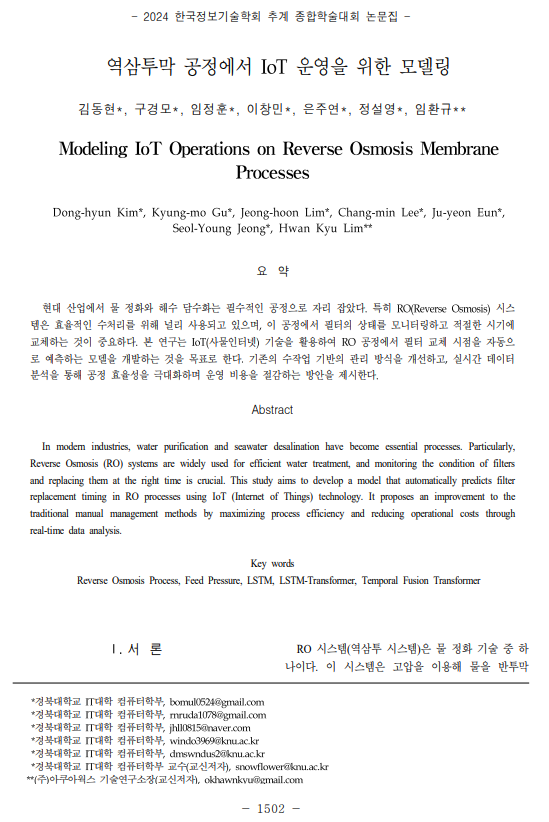 - 2024 한국정보기술학회 추계 종합학술대회 논문집 -
역삼투막 공정에서 IoT 운영을 위한 모델링
김동현*, 구경모*, 임정훈*, 이창민*, 은주연*, 정설영*, 임환규**
Modeling IoT Operations on Reverse Osmosis Membrane
Processes
Dong-hyun Kim*, Kyung-mo Gu*, Jeong-hoon Lim*, Chang-min Lee*, Ju-yeon Eun*,
Seol-Young Jeong*, Hwan Kyu Lim**
요 약
현대 산업에서 물 정화와 해수 담수화는 필수적인 공정으로 자리 잡았다. 특히 RO(Reverse Osmosis) 시스
템은 효율적인 수처리를 위해 널리 사용되고 있으며, 이 공정에서 필터의 상태를 모니터링하고 적절한 시기에
교체하는 것이 중요하다. 본 연구는 IoT(사물인터넷) 기술을 활용하여 RO 공정에서 필터 교체 시점을 자동으
로 예측하는 모델을 개발하는 것을 목표로 한다. 기존의 수작업 기반의 관리 방식을 개선하고, 실시간 데이터
분석을 통해 공정 효율성을 극대화하며 운영 비용을 절감하는 방안을 제시한다.
Abstract
In modern industries, water purification and seawater desalination have become essential processes. Particularly,
Reverse Osmosis (RO) systems are widely used for efficient water treatment, and monitoring the condition of filters
and replacing them at the right time is crucial. This study aims to develop a model that automatically predicts filter
replacement timing in RO processes using IoT (Internet of Things) technology. It proposes an improvement to the
traditional manual management methods by maximizing process efficiency and reducing operational costs through
real-time data analysis.
Key words
Reverse Osmosis Process, Feed Pressure, LSTM, LSTM-Transformer, Temporal Fusion Transformer
I. 서 론
RO 시스템(역삼투 시스템)은 물 정화 기술 중 하
나이다. 이 시스템은 고압을 이용해 물을 반투막
*경북대학교 IT대학 컴퓨터학부, bomul0524@gmail.com
*경북대학교 IT대학 컴퓨터학부, rnruda1078@gmail.com
*경북대학교 IT대학 컴퓨터학부, jhll0815@naver.com
*경북대학교 IT대학 컴퓨터학부, windo3969@knu.ac.kr
*경북대학교 IT대학 컴퓨터학부, dmswndus2@knu.ac.kr
*경북대학교 IT대학 컴퓨터학부 교수(교신저자), snowflower@knu.ac.kr
**(주)아쿠아웍스 기술연구소장(교신저자), okhawnkyu@gmail.com
- 1502 -